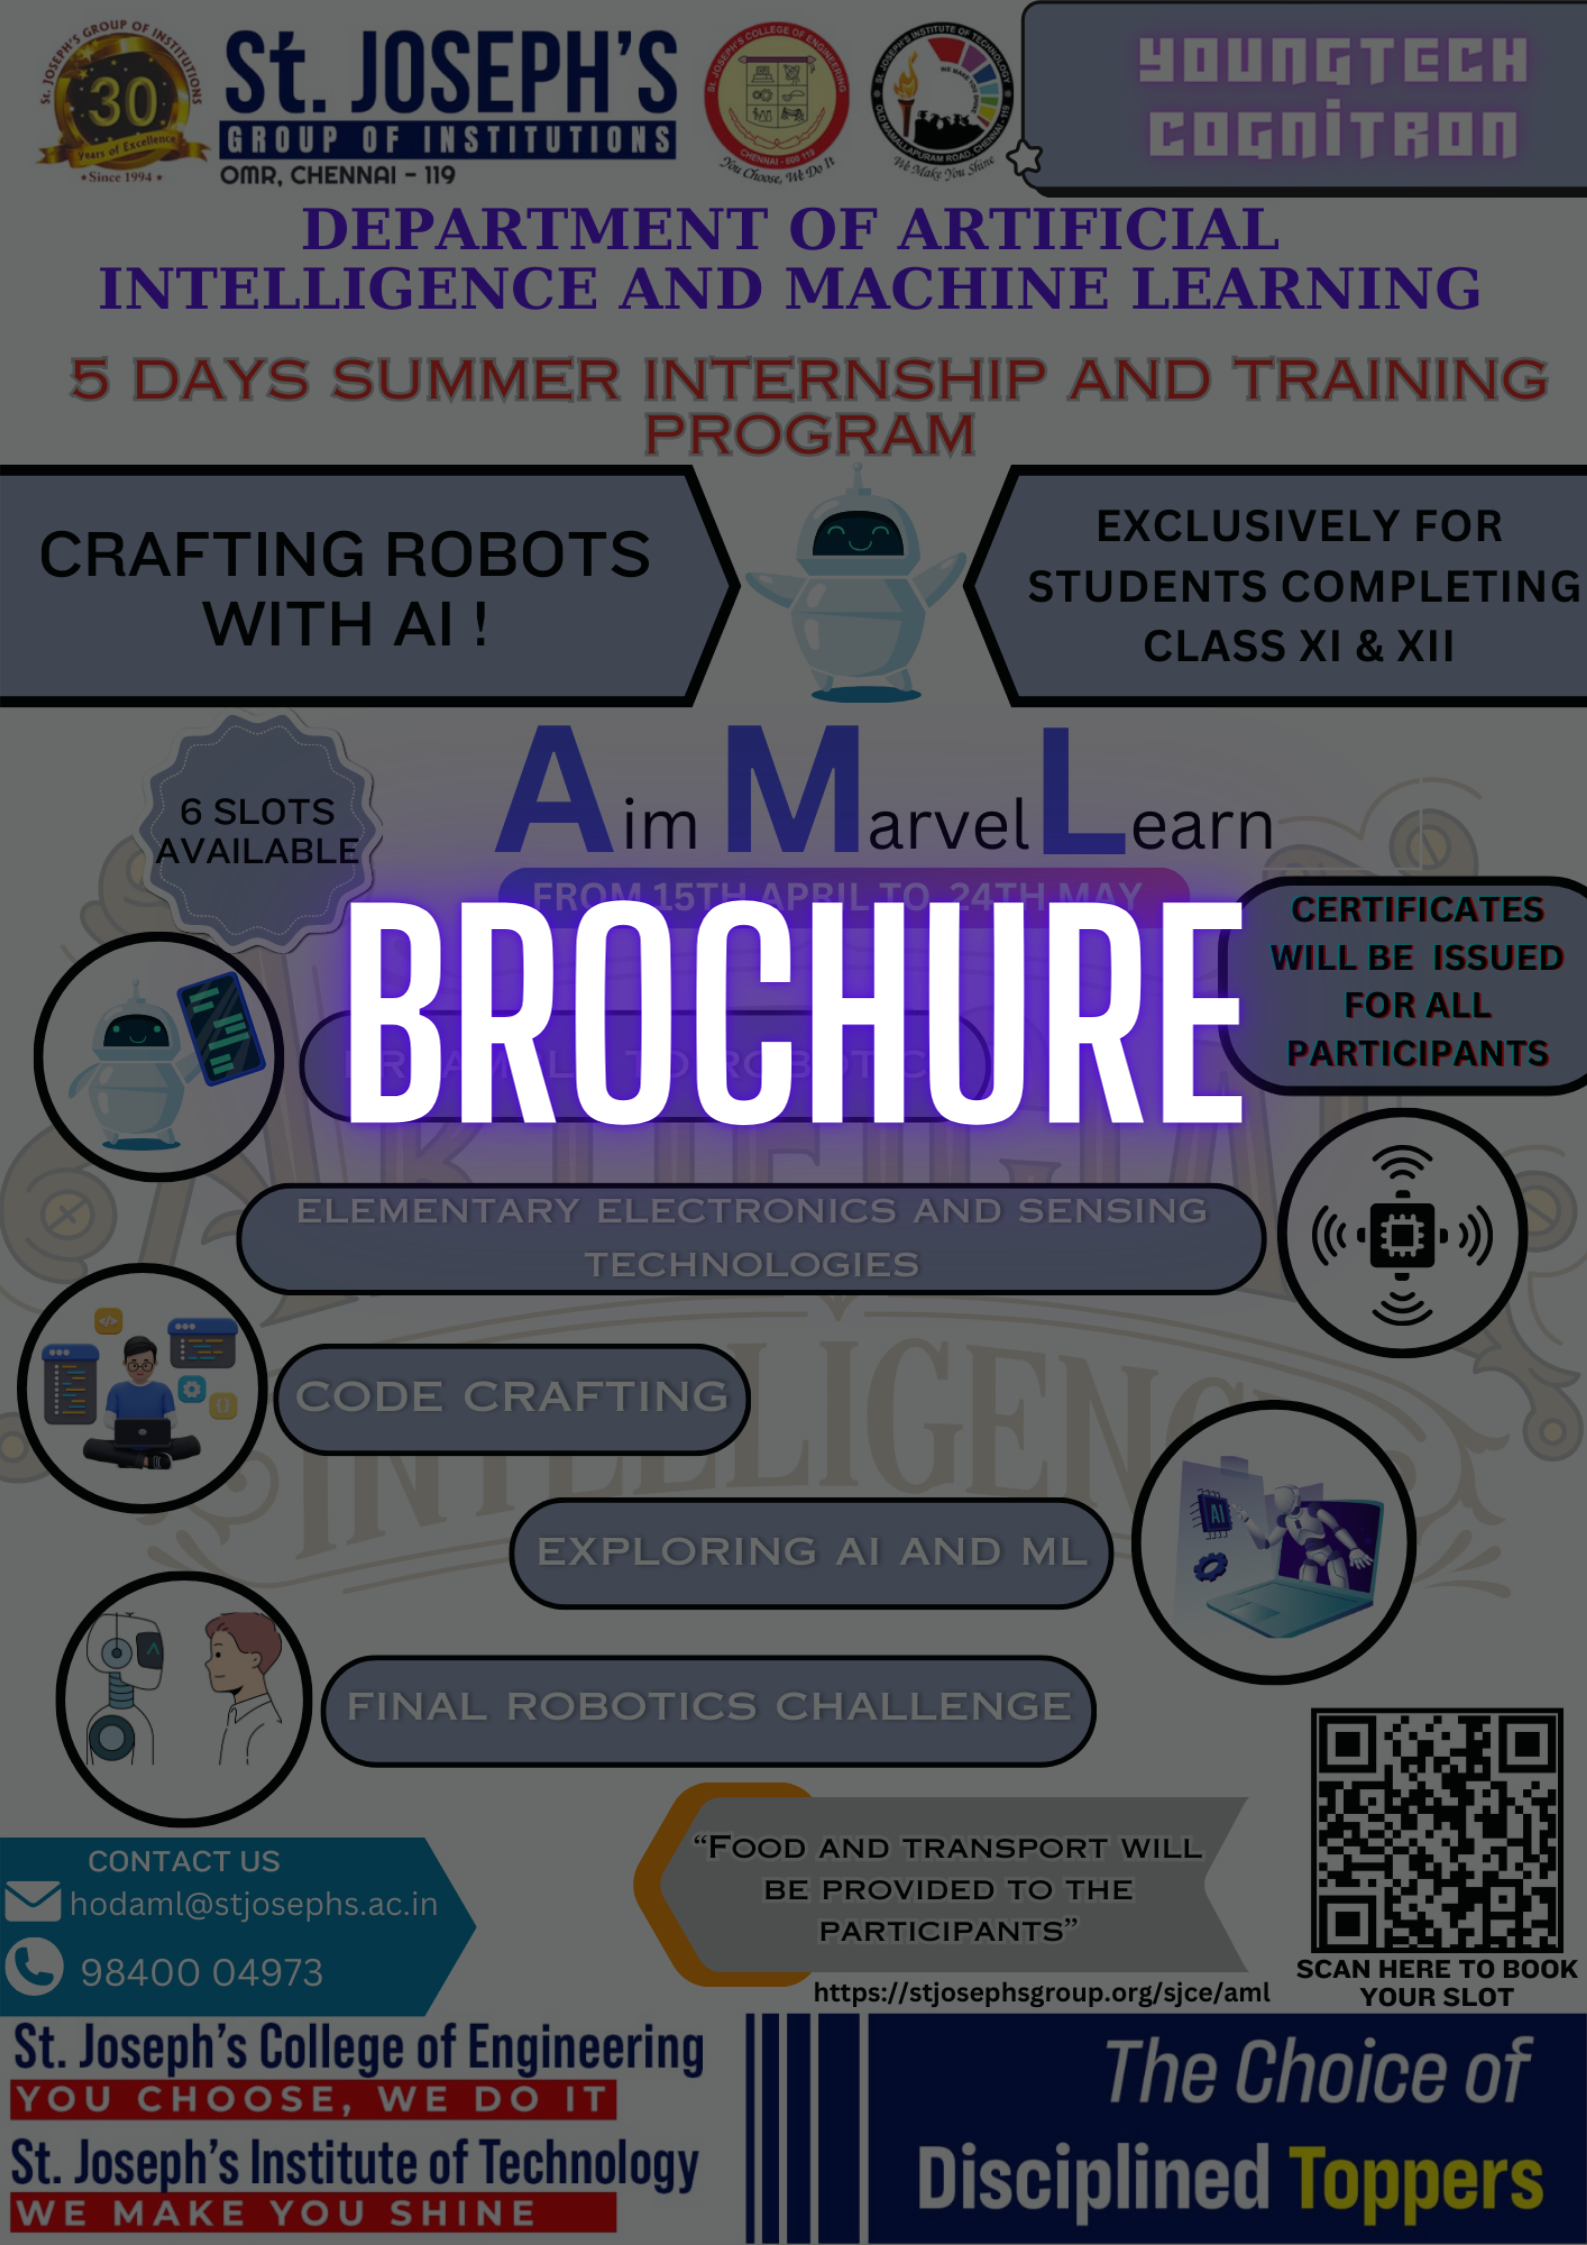 St. JOSEPH'S GROUP OF INSTITUTIONS
30
Years of Excellence
★Since 1994★
St. JOSEPH'S
GROUP OF INSTITUTIONS
OMR, CHENNAI - 119
St. JOSEPH'S COLLEGE OF ENGINEERING
CHENNAI - 600 119
You Choose, We Do It
St. JOSEPH'S INSTITUTE OF TECHNOLOGY
OLD MAMALLAPURAM ROAD, CHENNAI - 119
WE MAKE YOU SHINE
We Make You Shine
YOUNGTECH
COGNITRON
DEPARTMENT OF ARTIFICIAL
INTELLIGENCE AND MACHINE LEARNING
5 DAYS SUMMER INTERNSHIP AND TRAINING
PROGRAM
CRAFTING ROBOTS
WITH AI !
EXCLUSIVELY FOR
STUDENTS COMPLETING
CLASS XI & XII
6 SLOTS
AVAILABLE
Aim Marvel Learn
FROM 15TH APRIL TO 24TH MAY
BROCHURE
CERTIFICATES
WILL BE ISSUED
FOR ALL
PARTICIPANTS
TO ROBOTIC
ELEMENTARY ELECTRONICS AND SENSING
TECHNOLOGIES
CODE CRAFTING
INTELLIGENC
EXPLORING AI AND ML
AI
FINAL ROBOTICS CHALLENGE
CONTACT US
hodaml@stjosephs.ac.in
98400 04973
“FOOD AND TRANSPORT WILL
BE PROVIDED TO THE
PARTICIPANTS”
https://stjosephsgroup.org/sjce/aml
SCAN HERE TO BOOK
YOUR SLOT
St. Joseph's College of Engineering
YOU CHOOSE, WE DO IT
St. Joseph's Institute of Technology
WE MAKE YOU SHINE
The Choice of
Disciplined Toppers